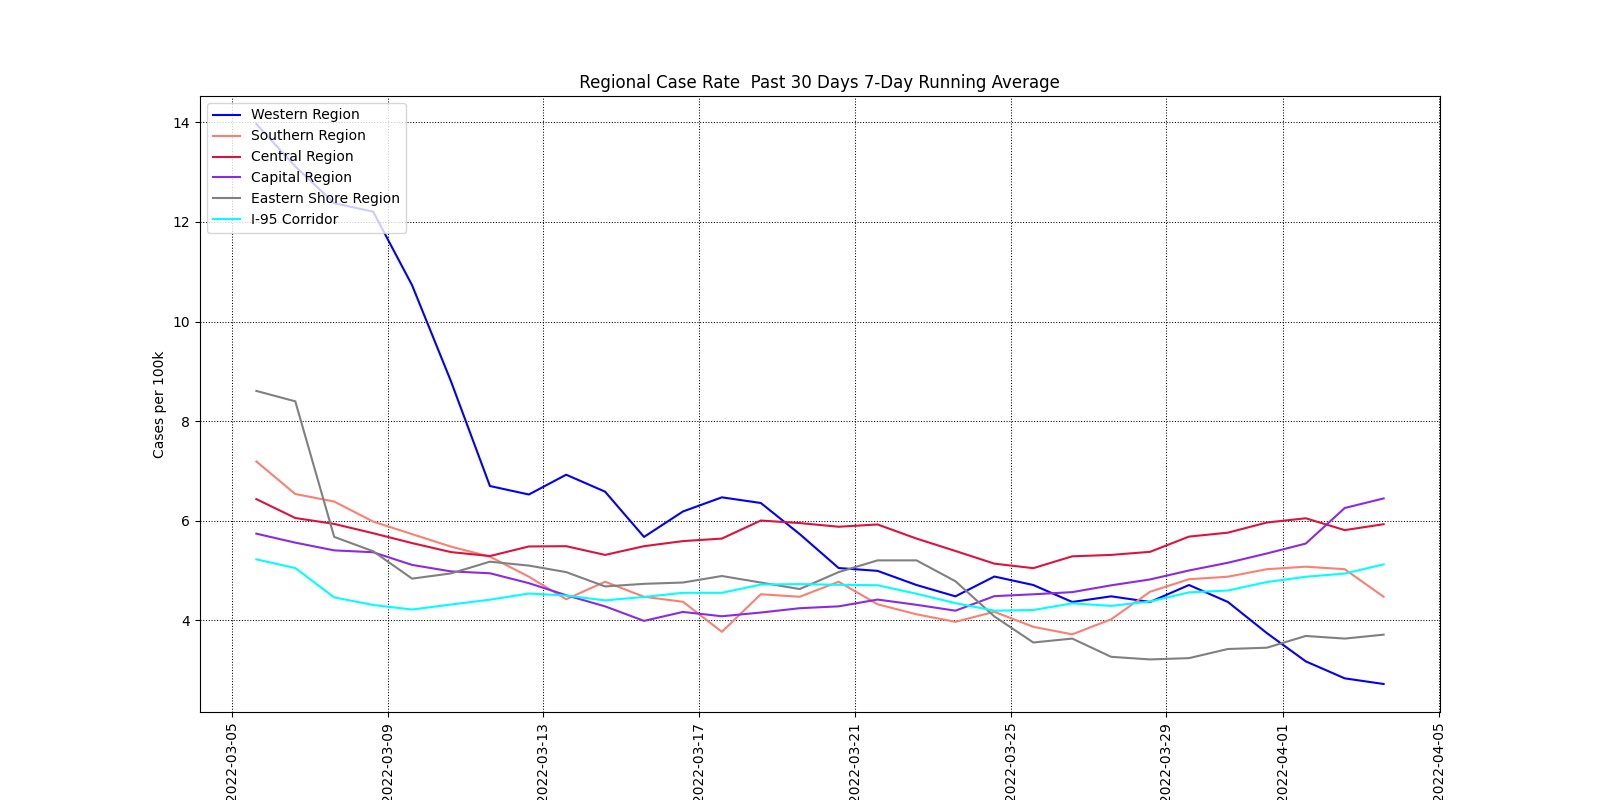 Regional Case Rate  Past 30 Days 7-Day Running Average
Western Region
Southern Region
Central Region
Capital Region
Eastern Shore Region
I-95 Corridor
14
12
10
8
6
4
Cases per 100k
2022-03-05
2022-03-09
2022-03-13
2022-03-17
2022-03-21
2022-03-25
2022-03-29
2022-04-01
2022-04-05